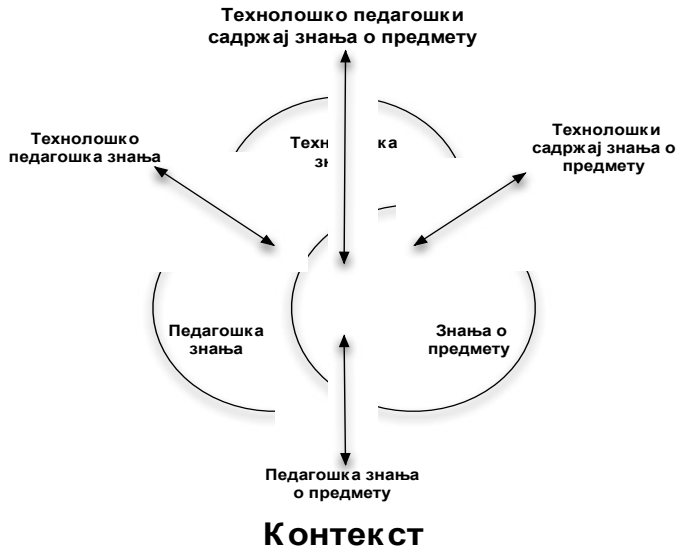 Технолошко педагошки
садржај знања о предмету
Технолошко
педагошка знања
Технолошки
садржај знања о
предмету
Педагошка
знања
Знања о
предмету
Педагошка знања
о предмету
Контекст